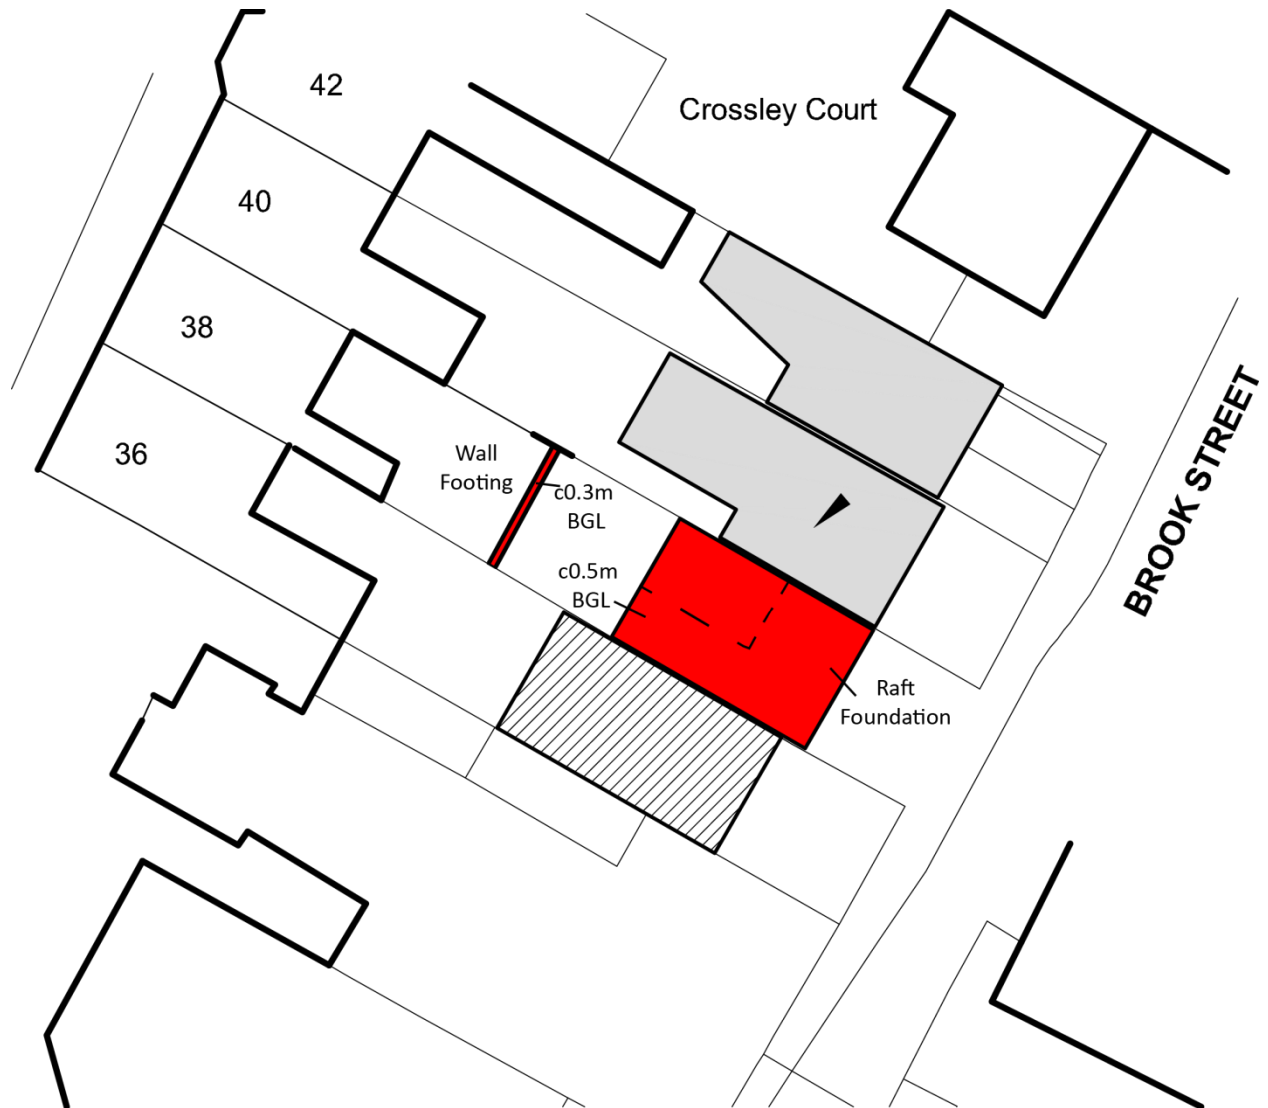 42
Crossley Court
40
38
36
Wall
Footing
c0.3m
BGL
c0.5m
BGL
Raft
Foundation
BROOK STREET